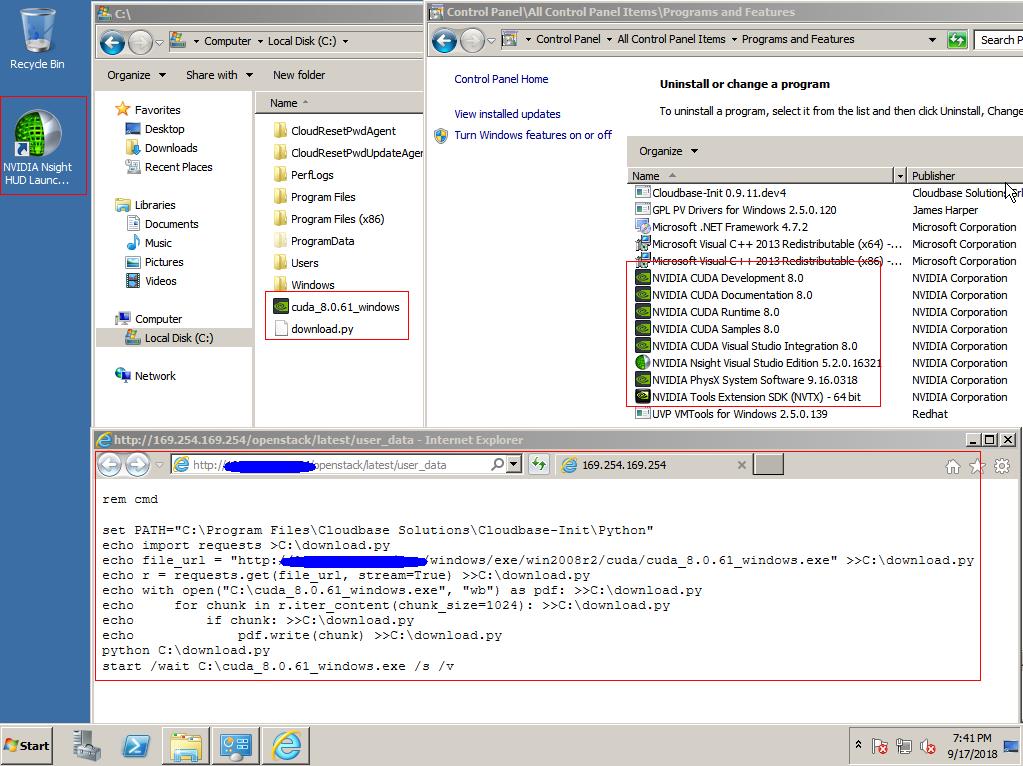 Recycle Bin
NVIDIA Nsight
HUD Launc...
C:\
Computer
Local Disk (C:)
Organize
Share with
New folder
Name
Favorites
Desktop
Downloads
Recent Places
Libraries
Documents
Music
Pictures
Videos
Computer
Local Disk (C:)
Network
CloudResetPwdAgent
CloudResetPwdUpdateAger
PerfLogs
Program Files
Program Files (x86)
ProgramData
Users
Windows
cuda_8.0.61_windows
download.py
Control Panel\All Control Panel Items\Programs and Features
Control Panel
All Control Panel Items
Programs and Features
Search P
Control Panel Home
View installed updates
Turn Windows features on or off
Uninstall or change a program
To uninstall a program, select it from the list and then click Uninstall, Change
Organize
Name Publisher
Cloudbase-Init 0.9.11.dev4 Cloudbase Solutions Srl
GPL PV Drivers for Windows 2.5.0.120 James Harper
Microsoft .NET Framework 4.7.2 Microsoft Corporation
Microsoft Visual C++ 2013 Redistributable (x64) -... Microsoft Corporation
Microsoft Visual C++ 2013 Redistributable (x86) -... Microsoft Corporation
NVIDIA CUDA Development 8.0 NVIDIA Corporation
NVIDIA CUDA Documentation 8.0 NVIDIA Corporation
NVIDIA CUDA Runtime 8.0 NVIDIA Corporation
NVIDIA CUDA Samples 8.0 NVIDIA Corporation
NVIDIA CUDA Visual Studio Integration 8.0 NVIDIA Corporation
NVIDIA Nsight Visual Studio Edition 5.2.0.16321 NVIDIA Corporation
NVIDIA PhysX System Software 9.16.0318 NVIDIA Corporation
NVIDIA Tools Extension SDK (NVTX) - 64 bit NVIDIA Corporation
UVP VMTools for Windows 2.5.0.139 Redhat
http://169.254.169.254/openstack/latest/user_data - Internet Explorer
http:// openstack/latest/user_data
169.254.169.254
rem cmd
set PATH="C:\Program Files\Cloudbase Solutions\Cloudbase-Init\Python"
echo import requests >C:\download.py
echo file_url = "http: /windows/exe/win2008r2/cuda/cuda_8.0.61_windows.exe" >>C:\download.py
echo r = requests.get(file_url, stream=True) >>C:\download.py
echo with open("C:\cuda_8.0.61_windows.exe", "wb") as pdf: >>C:\download.py
echo     for chunk in r.iter_content(chunk_size=1024): >>C:\download.py
echo         if chunk: >>C:\download.py
echo             pdf.write(chunk) >>C:\download.py
python C:\download.py
start /wait C:\cuda_8.0.61_windows.exe /s /v
Start
7:41 PM
9/17/2018